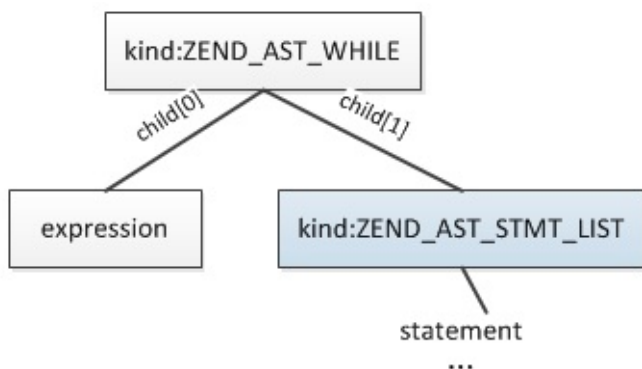 kind:ZEND_AST_WHILE
child[0]
child[1]
expression
kind:ZEND_AST_STMT_LIST
statement
...